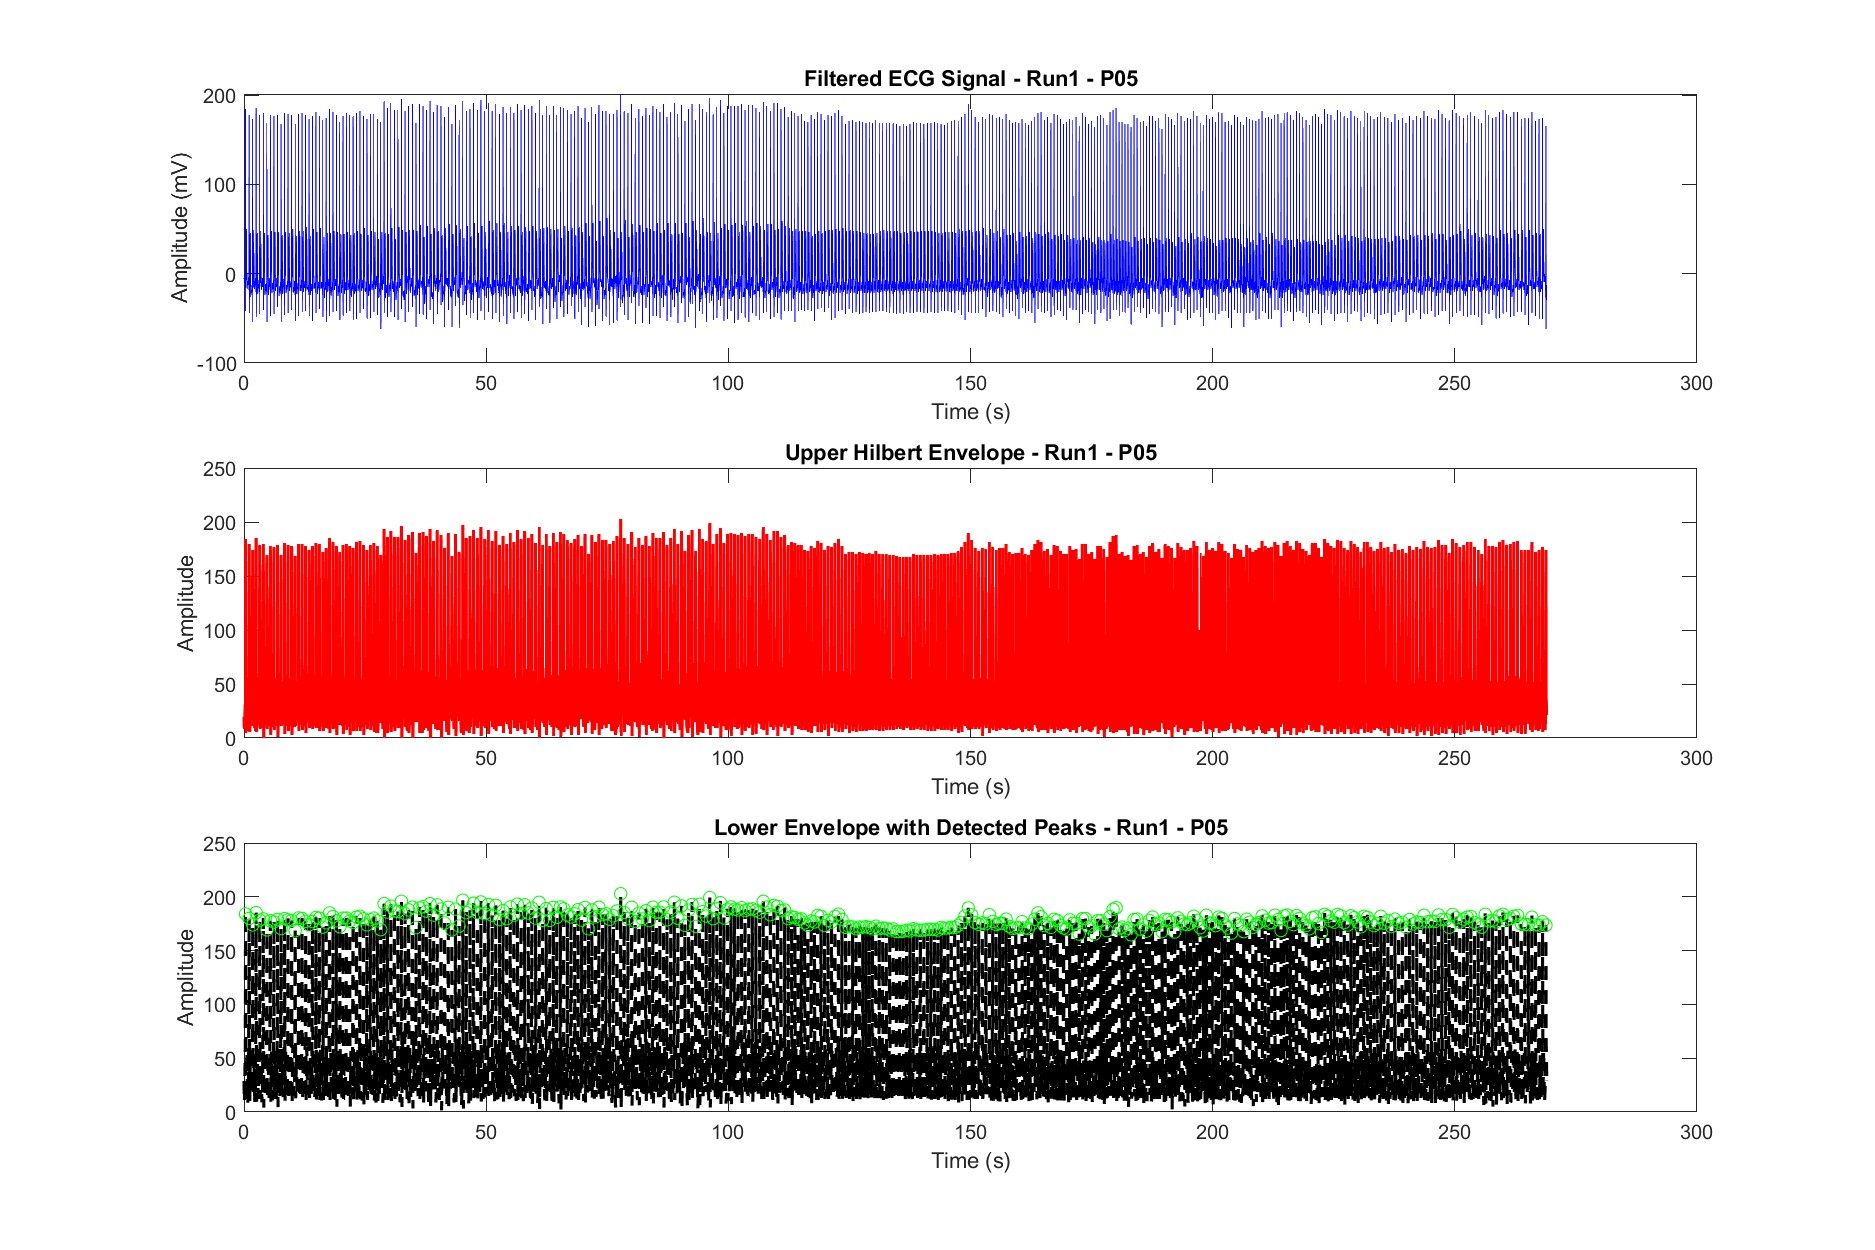 Filtered ECG Signal - Run1 - P05
200
100
0
-100
Amplitude (mV)
0 50 100 150 200 250 300
Time (s)
Upper Hilbert Envelope - Run1 - P05
250
200
150
100
50
0
Amplitude
0 50 100 150 200 250 300
Time (s)
Lower Envelope with Detected Peaks - Run1 - P05
250
200
150
100
50
0
Amplitude
0 50 100 150 200 250 300
Time (s)